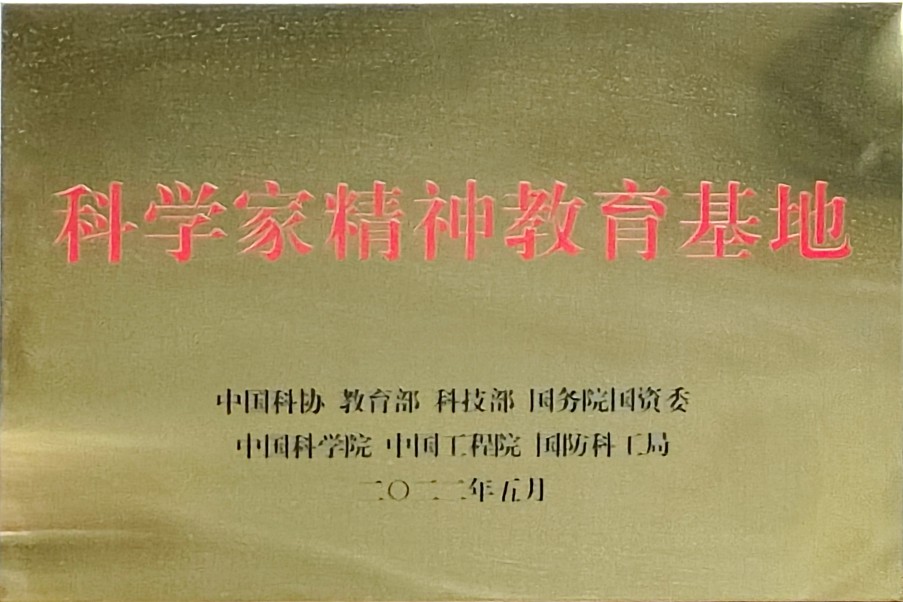 科学家精神教育基地
中国科协 教育部 科技部 国务院国资委
中国科学院 中国工程院 国防科工局
二〇二二年五月